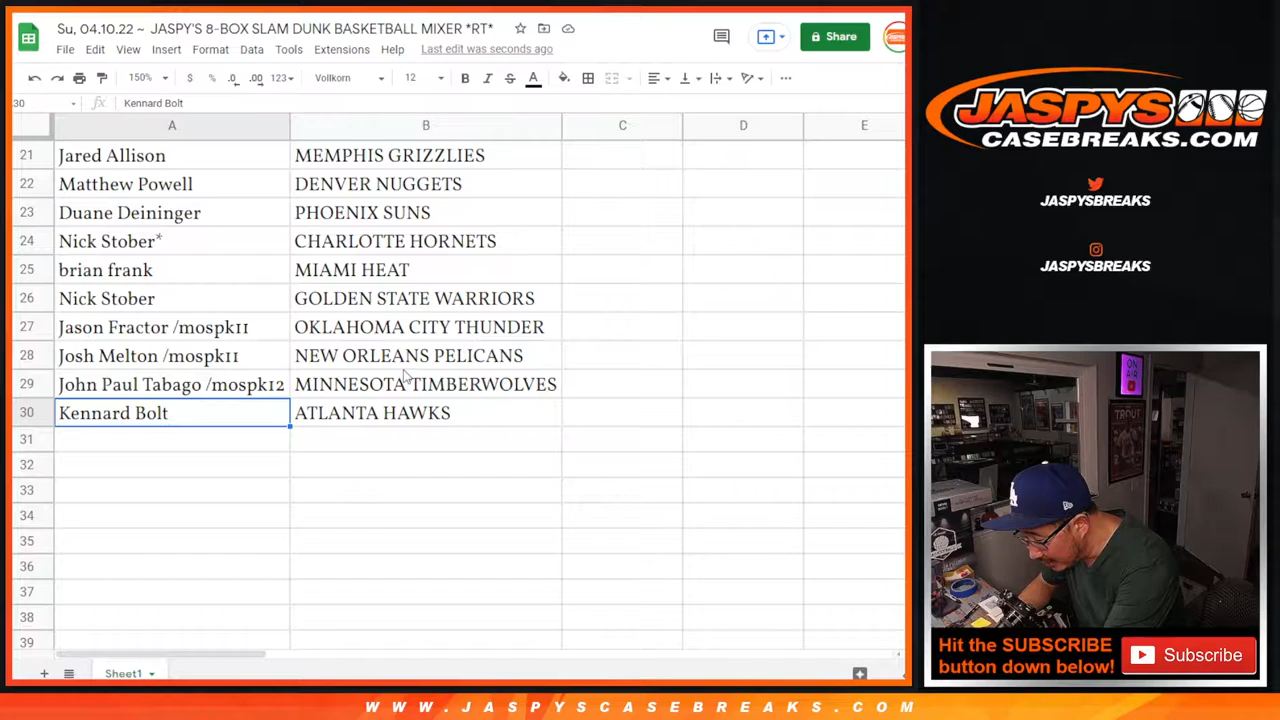 Su, 04.10.22 ~ JASPY'S 8-BOX SLAM DUNK BASKETBALL MIXER *RT*
File Edit View Insert Format Data Tools Extensions Help Last edit was seconds ago
Share
150% $ % .0 .00 123 Vollkorn 12 B I S A
30 fx Kennard Bolt
A B C D E
21 Jared Allison MEMPHIS GRIZZLIES
22 Matthew Powell DENVER NUGGETS
23 Duane Deininger PHOENIX SUNS
24 Nick Stober* CHARLOTTE HORNETS
25 brian frank MIAMI HEAT
26 Nick Stober GOLDEN STATE WARRIORS
27 Jason Fractor /mospk11 OKLAHOMA CITY THUNDER
28 Josh Melton /mospk11 NEW ORLEANS PELICANS
29 John Paul Tabago /mospk12 MINNESOTA TIMBERWOLVES
30 Kennard Bolt ATLANTA HAWKS
31
32
33
34
35
36
37
38
39
Sheet1
JASPYS
CASEBREAKS.COM
JASPYSBREAKS
JASPYSBREAKS
ON AIR
TROUT
LA
Hit the SUBSCRIBE
button down below!
Subscribe
WWW.JASPYSCASEBREAKS.COM